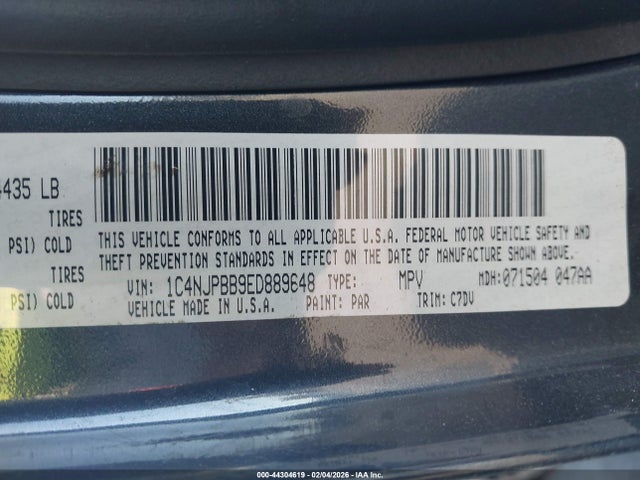 4435 LB
TIRES
PSI) COLD
TIRES
PSI) COLD
THIS VEHICLE CONFORMS TO ALL APPLICABLE U.S.A. FEDERAL MOTOR VEHICLE SAFETY AND
THEFT PREVENTION STANDARDS IN EFFECT ON THE DATE OF MANUFACTURE SHOWN ABOVE.
VIN: 1C4NJPBB9ED889648 TYPE: MPV MDH:071504 047AA
VEHICLE MADE IN U.S.A. PAINT: PAR TRIM: C7DV
000-44304619 | 02/04/2026 - IAA Inc.